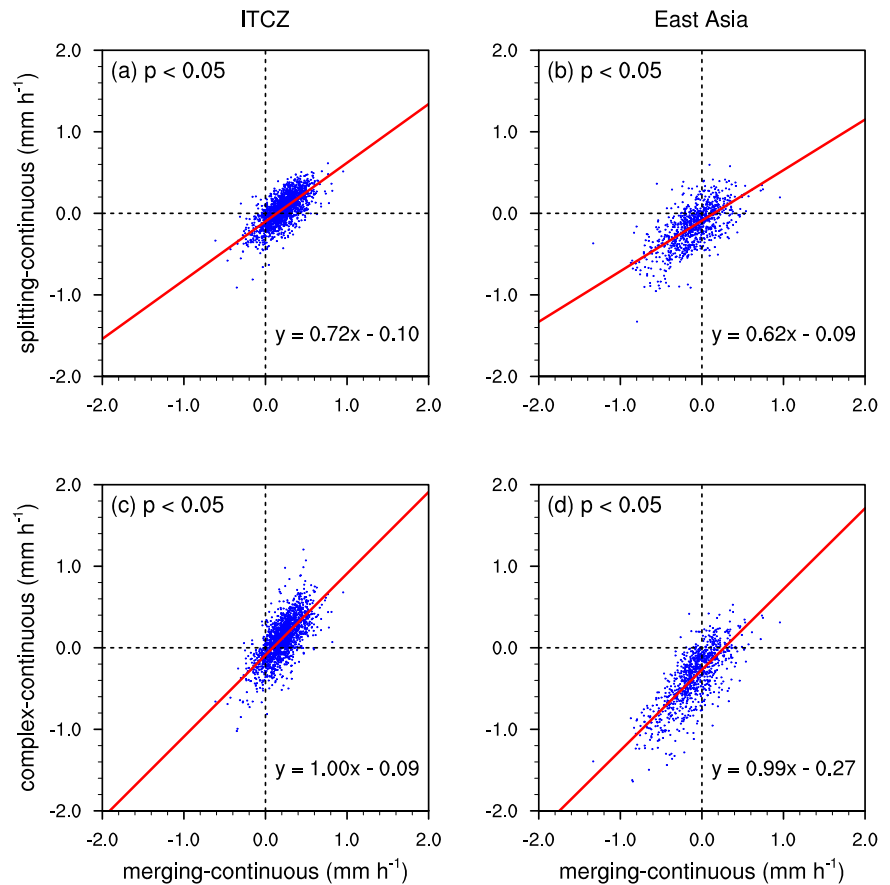 ITCZ East Asia
(a) p < 0.05
(b) p < 0.05
splitting-continuous (mm h⁻¹)
2.0
1.0
0.0
-1.0
-2.0
y = 0.72x - 0.10
-2.0 -1.0 0.0 1.0 2.0
2.0
1.0
0.0
-1.0
-2.0
y = 0.62x - 0.09
-2.0 -1.0 0.0 1.0 2.0
(c) p < 0.05
(d) p < 0.05
complex-continuous (mm h⁻¹)
2.0
1.0
0.0
-1.0
-2.0
y = 1.00x - 0.09
-2.0 -1.0 0.0 1.0 2.0
merging-continuous (mm h⁻¹)
2.0
1.0
0.0
-1.0
-2.0
y = 0.99x - 0.27
-2.0 -1.0 0.0 1.0 2.0
merging-continuous (mm h⁻¹)